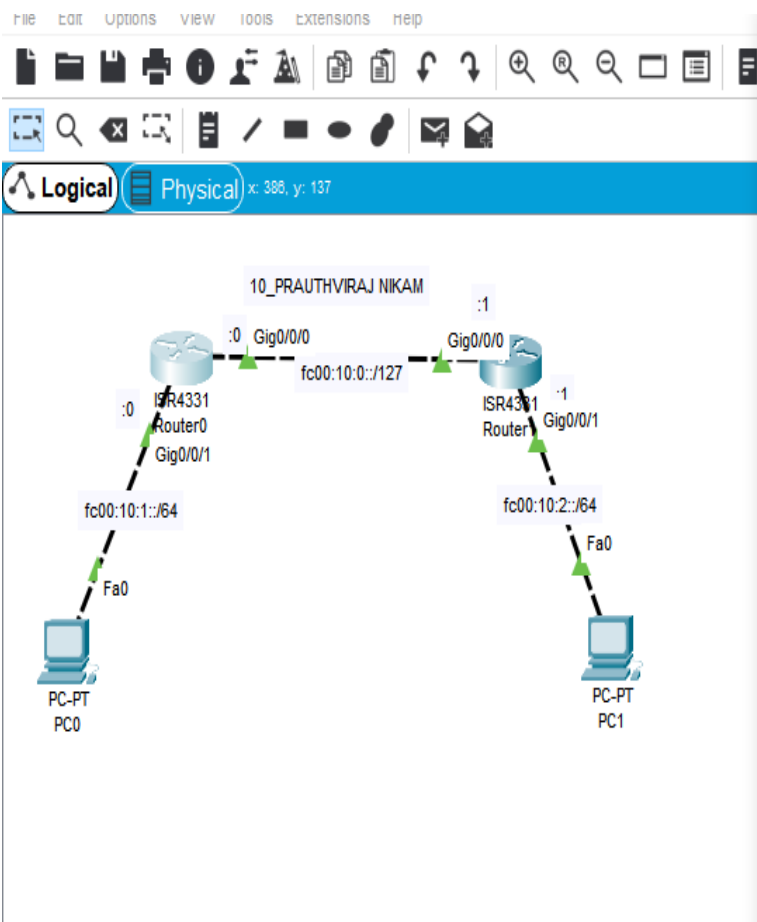 File Edit Options View Tools Extensions Help
R
Logical Physical x: 386, y: 137
10_PRAUTHVIRAJ NIKAM
:1
:0 Gig0/0/0
Gig0/0/0
fc00:10:0::/127
:0
ISR4331
Router0
Gig0/0/1
:1
ISR4331
Gig0/0/1
Router1
fc00:10:1::/64
fc00:10:2::/64
Fa0
Fa0
PC-PT
PC0
PC-PT
PC1